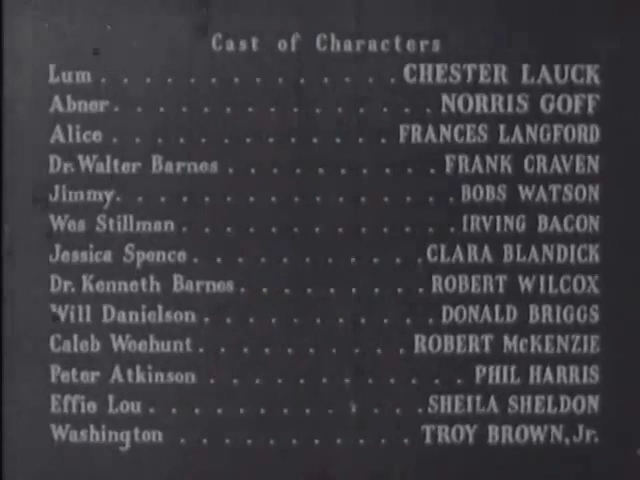 Cast of Characters
Lum . . . . . . . . . . . . . . CHESTER LAUCK
Abner. . . . . . . . . . . . . . . NORRIS GOFF
Alice . . . . . . . . . . . . . FRANCES LANGFORD
Dr. Walter Barnes . . . . . . . . . . FRANK CRAVEN
Jimmy. . . . . . . . . . . . . . . BOBS WATSON
Wes Stillman . . . . . . . . . . . . IRVING BACON
Jessica Spence . . . . . . . . . . CLARA BLANDICK
Dr. Kenneth Barnes. . . . . . . . . ROBERT WILCOX
Will Danielson . . . . . . . . . . . DONALD BRIGGS
Caleb Weehunt . . . . . . . . . ROBERT McKENZIE
Peter Atkinson . . . . . . . . . . . . PHIL HARRIS
Effie Lou . . . . . . . . . . . . SHEILA SHELDON
Washington . . . . . . . . . . TROY BROWN, Jr.